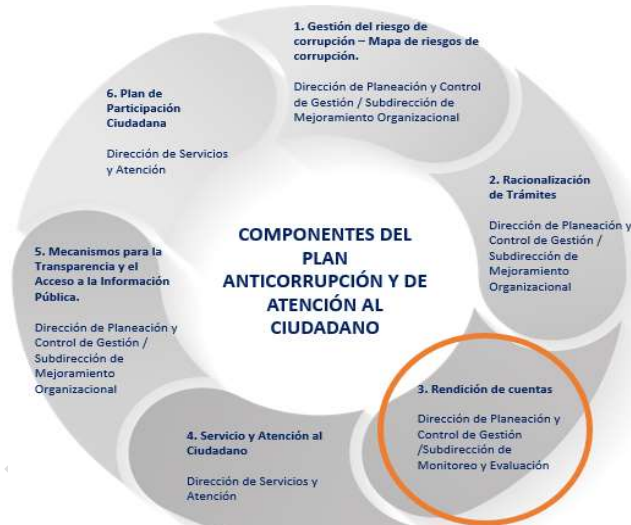 1. Gestión del riesgo de
corrupción – Mapa de riesgos de
corrupción.
Dirección de Planeación y Control
de Gestión / Subdirección de
Mejoramiento Organizacional
2. Racionalización
de Trámites
Dirección de Planeación y
Control de Gestión /
Subdirección de
Mejoramiento
Organizacional
3. Rendición de cuentas
Dirección de Planeación y
Control de Gestión
/Subdirección de
Monitoreo y Evaluación
4. Servicio y Atención al
Ciudadano
Dirección de Servicios y
Atención
5. Mecanismos para la
Transparencia y el
Acceso a la Información
Pública.
Dirección de Planeación y
Control de Gestión /
Subdirección de
Mejoramiento
Organizacional
6. Plan de
Participación
Ciudadana
Dirección de Servicios
y Atención
COMPONENTES DEL
PLAN
ANTICORRUPCIÓN Y DE
ATENCIÓN AL
CIUDADANO